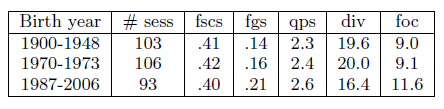 Birth year # sess fscs fgs qps div foc
1900-1948 103 .41 .14 2.3 19.6 9.0
1970-1973 106 .42 .16 2.4 20.0 9.1
1987-2006 93 .40 .21 2.6 16.4 11.6